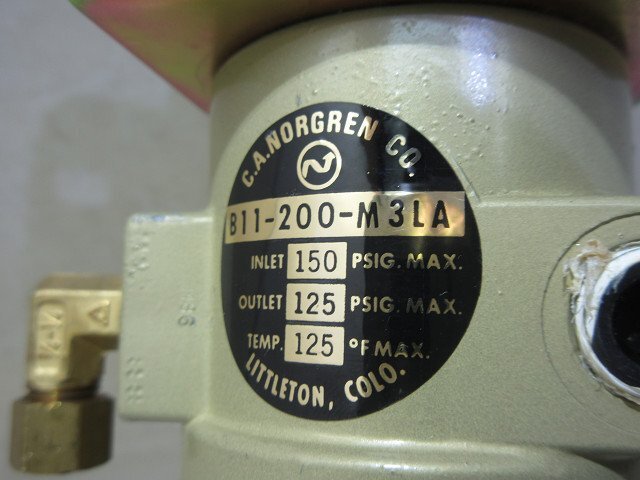 C.A.NORGREN CO.
B11-200-M3LA
INLET 150 PSIG. MAX.
OUTLET 125 PSIG. MAX.
TEMP. 125 °F MAX.
LITTLETON, COLO.